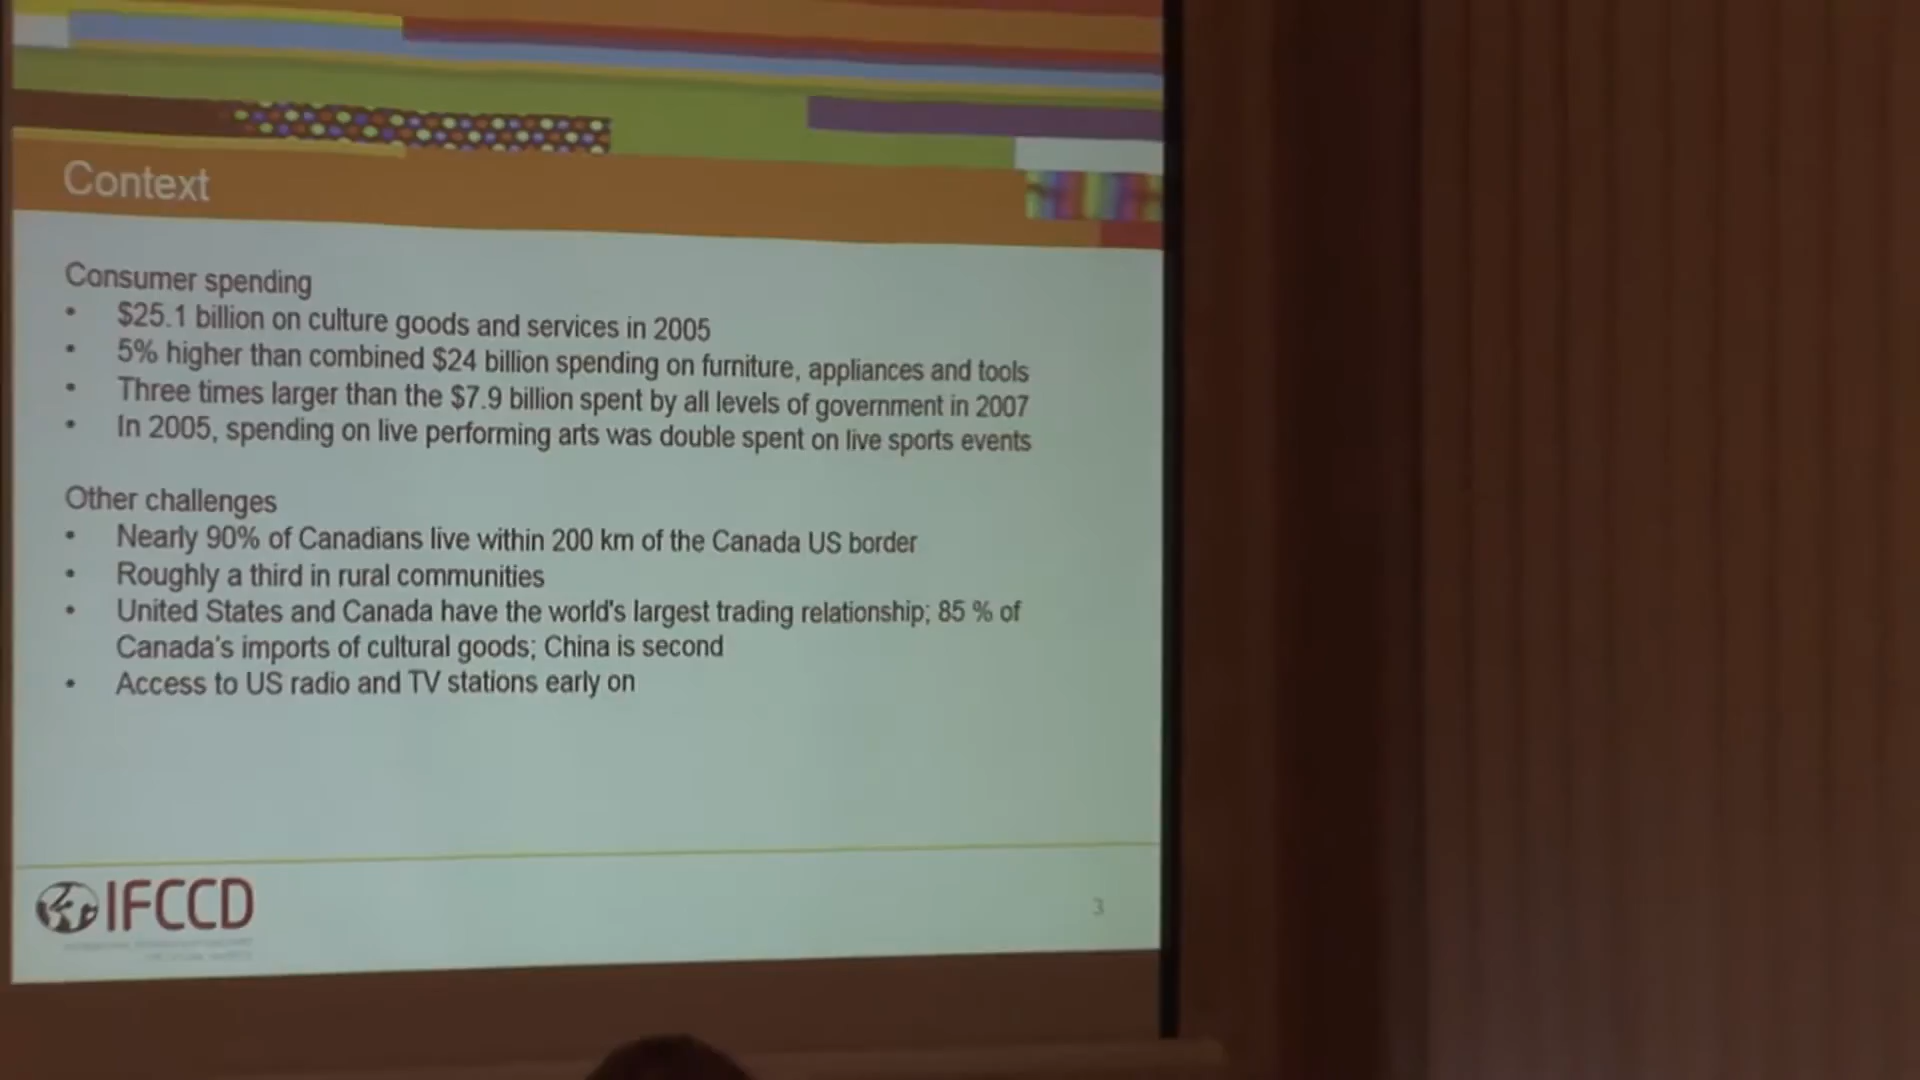 Context
Consumer spending
• $25.1 billion on culture goods and services in 2005
• 5% higher than combined $24 billion spending on furniture, appliances and tools
• Three times larger than the $7.9 billion spent by all levels of government in 2007
• In 2005, spending on live performing arts was double spent on live sports events
Other challenges
• Nearly 90% of Canadians live within 200 km of the Canada US border
• Roughly a third in rural communities
• United States and Canada have the world's largest trading relationship; 85 % of
Canada's imports of cultural goods; China is second
• Access to US radio and TV stations early on
IFCCD
3